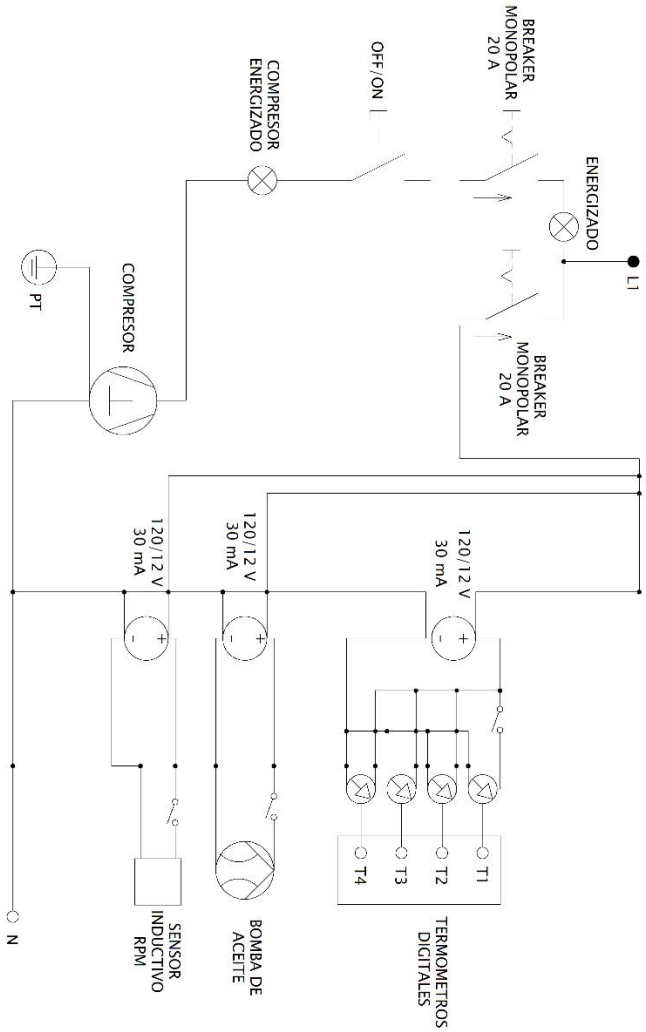 L1
ENERGIZADO
BREAKER
MONOPOLAR
20 A
OFF/ON
COMPRESOR
ENERGIZADO
COMPRESOR
PT
BREAKER
MONOPOLAR
20 A
120/12 V
30 mA
+
-
120/12 V
30 mA
+
-
120/12 V
30 mA
+
-
T1
T2
T3
T4
TERMOMETROS
DIGITALES
BOMBA DE
ACEITE
SENSOR
INDUCTIVO
RPM
N